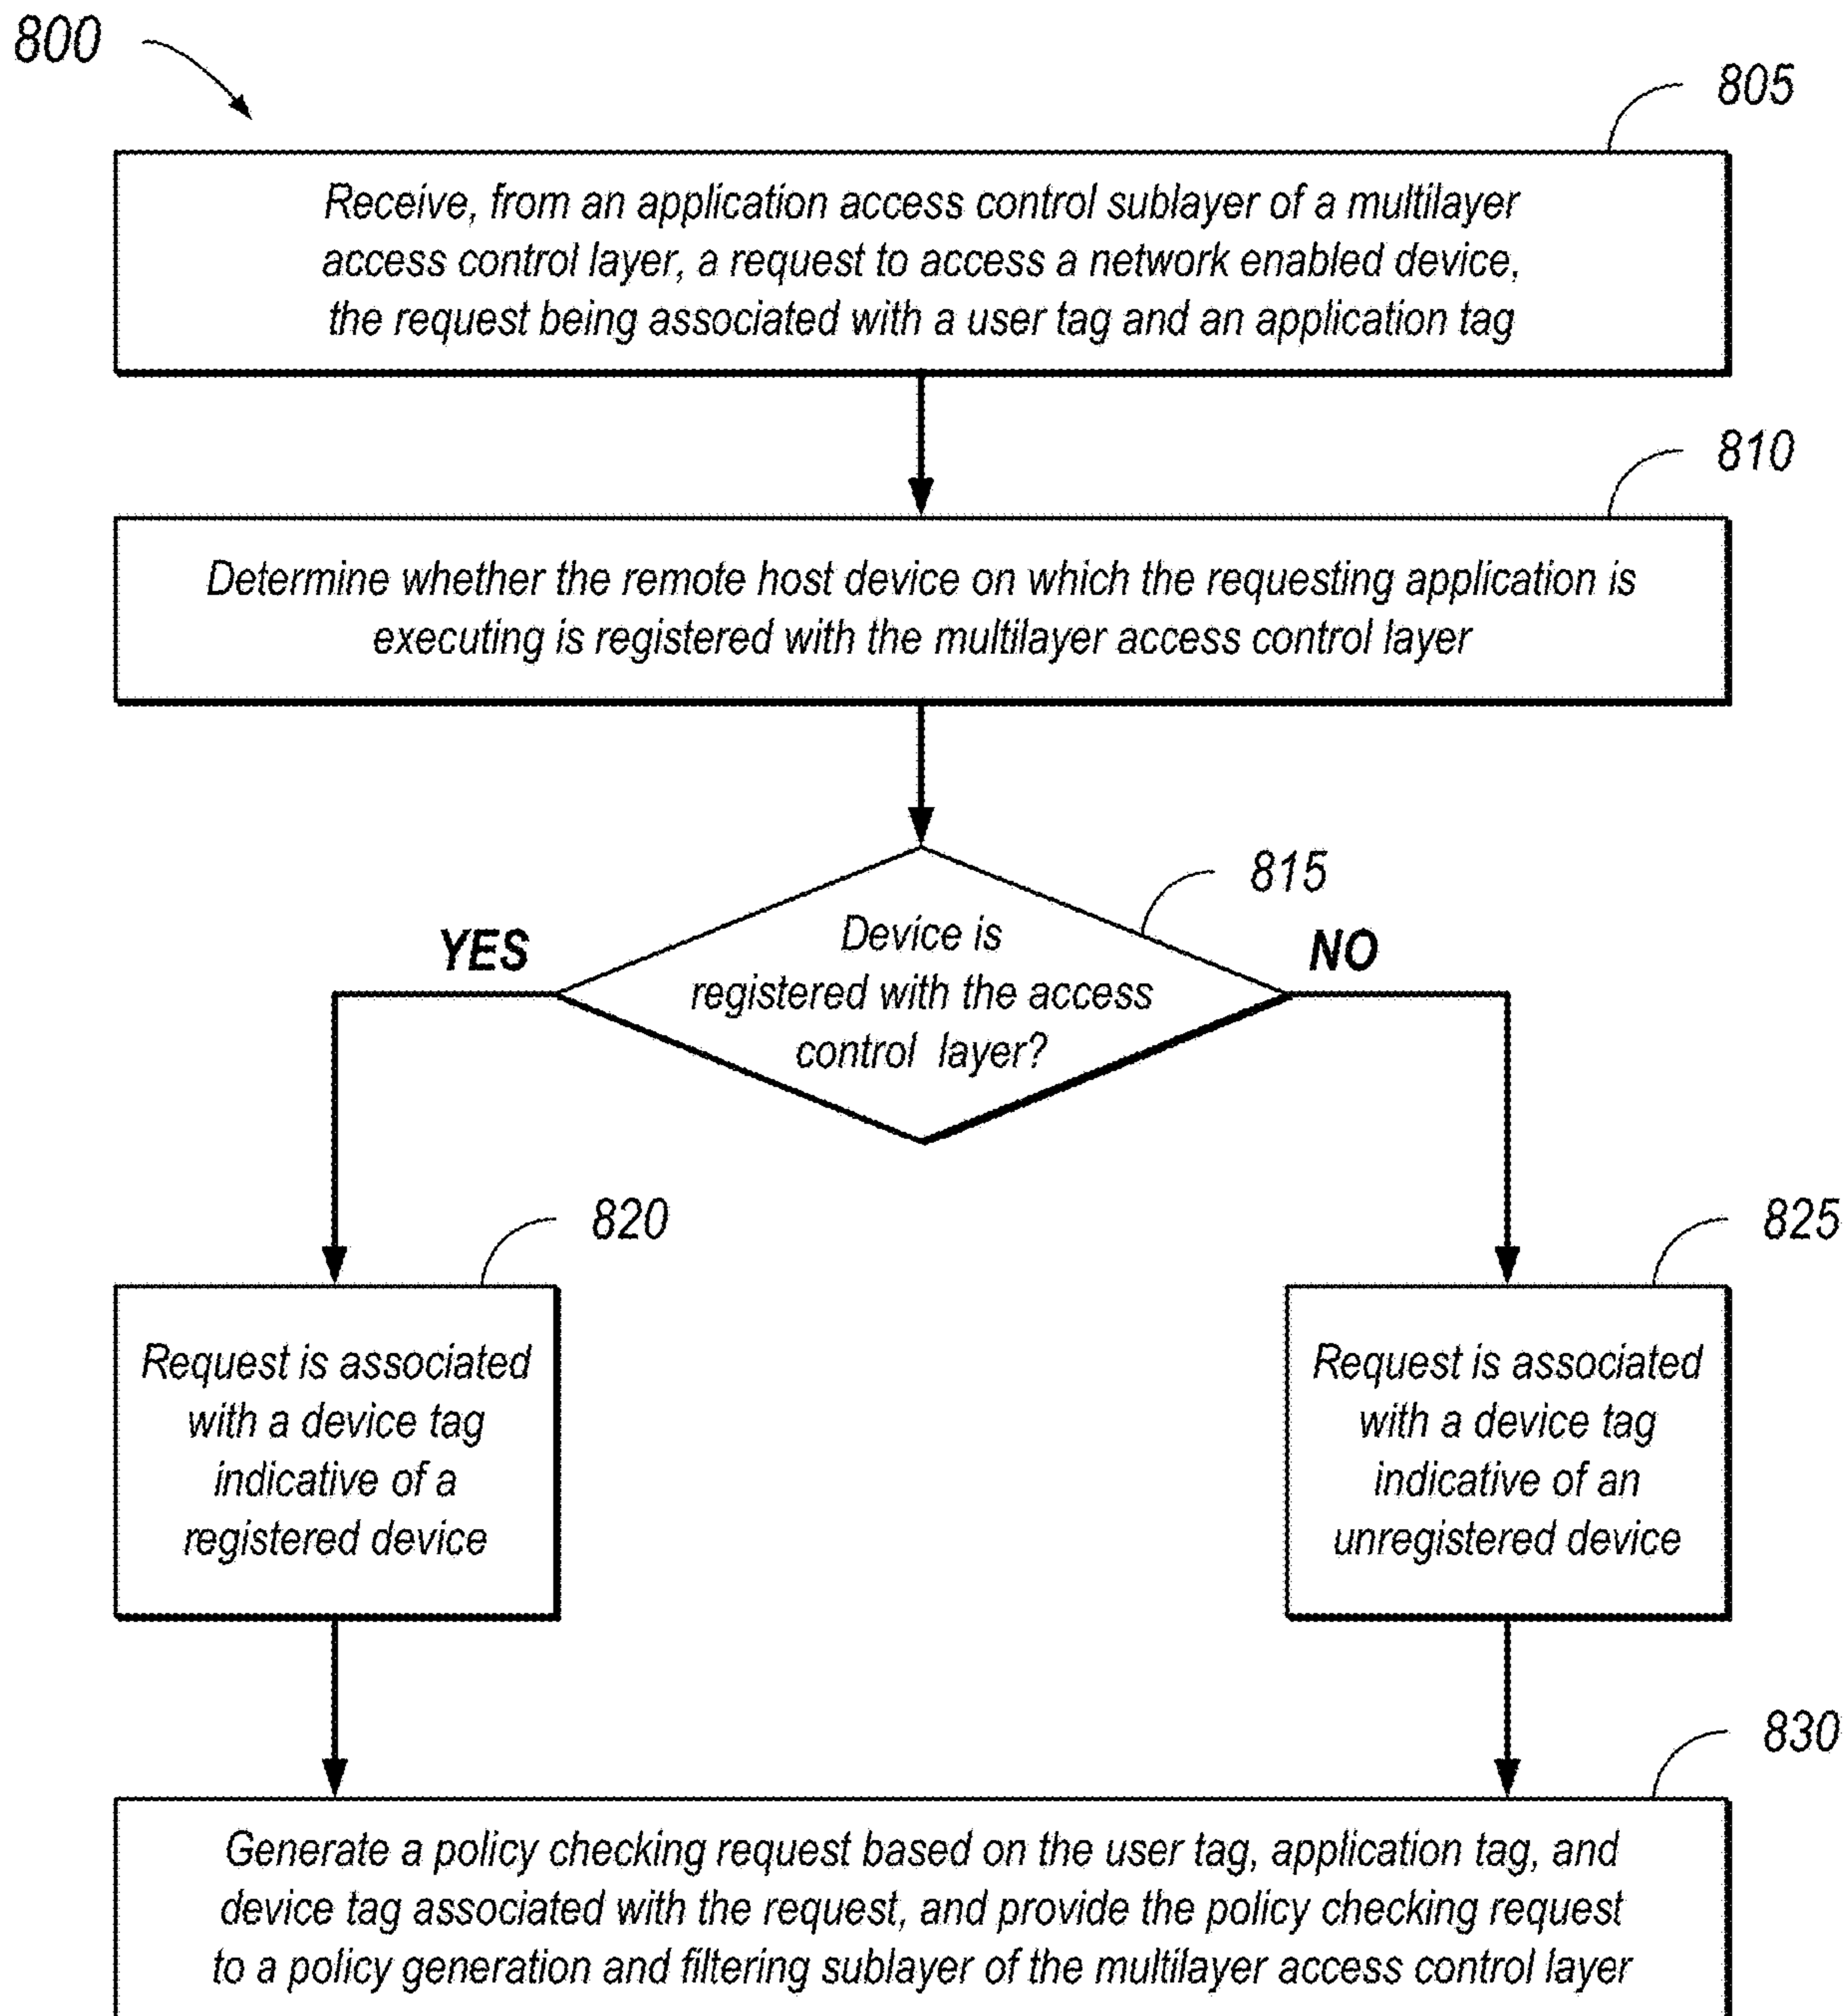 800
805
Receive, from an application access control sublayer of a multilayer
access control layer, a request to access a network enabled device,
the request being associated with a user tag and an application tag
810
Determine whether the remote host device on which the requesting application is
executing is registered with the multilayer access control layer
815
YES
Device is
registered with the access
control layer?
NO
820
Request is associated
with a device tag
indicative of a
registered device
825
Request is associated
with a device tag
indicative of an
unregistered device
830
Generate a policy checking request based on the user tag, application tag, and
device tag associated with the request, and provide the policy checking request
to a policy generation and filtering sublayer of the multilayer access control layer